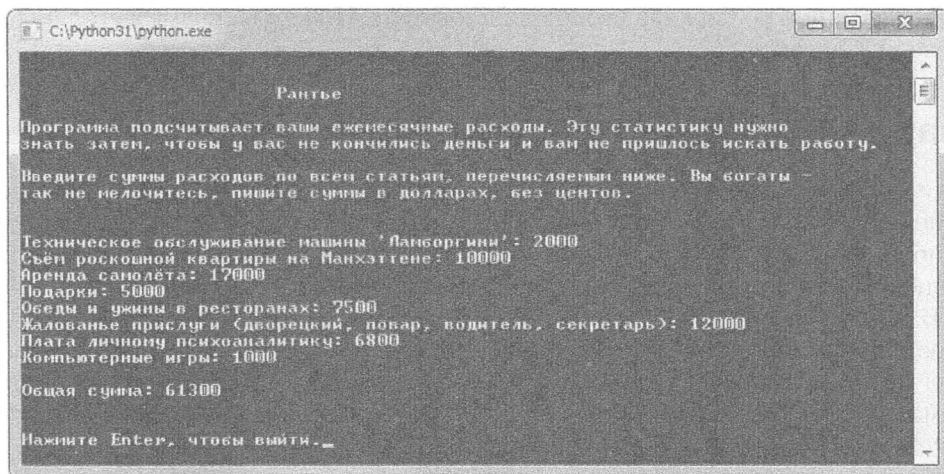 C:\Python31\python.exe
Рантье
Программа подсчитывает ваши ежемесячные расходы. Эту статистику нужно
знать затем, чтобы у вас не кончились деньги и вам не пришлось искать работу.
Введите суммы расходов по всем статьям, перечисляемым ниже. Вы богаты -
так не мелочитесь, пишите суммы в долларах, без центов.
Техническое обслуживание машины 'Ламборгини': 2000
Съём роскошной квартиры на Манхэттене: 10000
Аренда самолёта: 17000
Подарки: 5000
Обеды и ужины в ресторанах: 7500
Жалованье прислуги (дворецкий, повар, водитель, секретарь): 12000
Плата личному психоаналитику: 6800
Компьютерные игры: 1000
Общая сумма: 61300
Нажмите Enter, чтобы выйти._